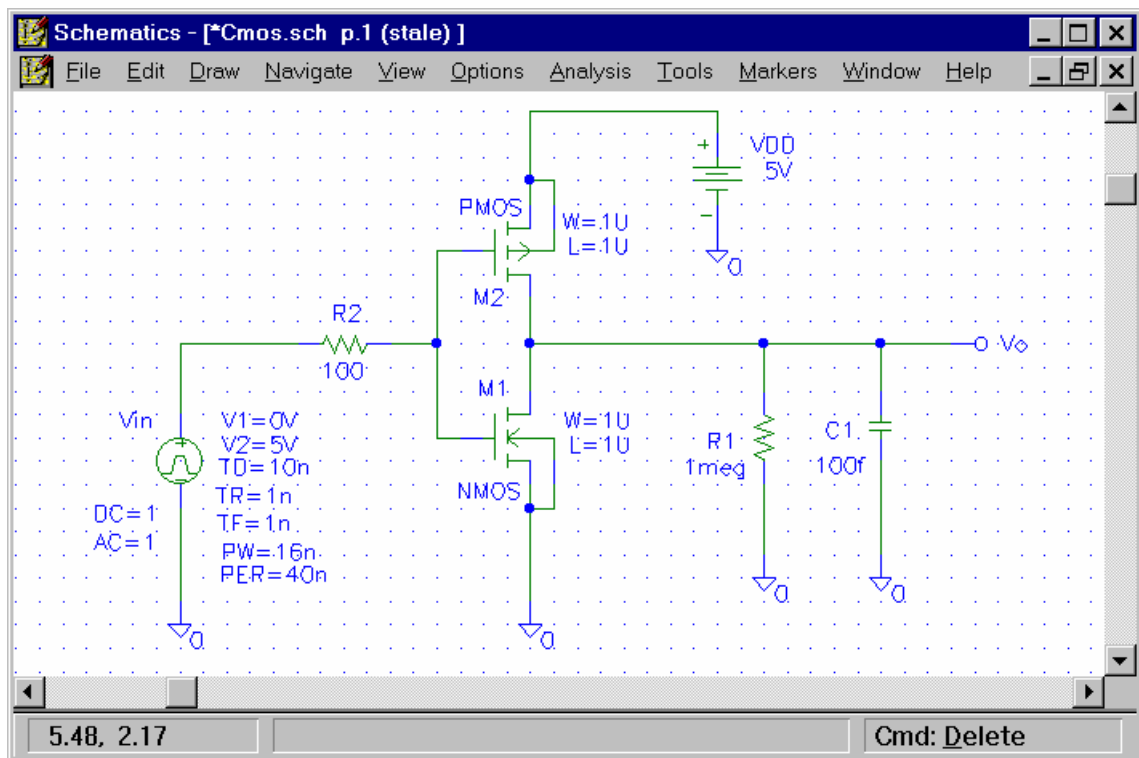 Schematics - [*Cmos.sch p.1 (stale) ]
File Edit Draw Navigate View Options Analysis Tools Markers Window Help
+
VDD
5V
-
0
PMOS
W=1U
L=1U
M2
R2
100
Vo
M1
W=1U
L=1U
NMOS
Vin
+
-
V1=0V
V2=5V
TD=10n
TR=1n
TF=1n
PW=16n
PER=40n
DC=1
AC=1
R1
1meg
C1
100f
0
0
0
0
5.48, 2.17
Cmd: Delete